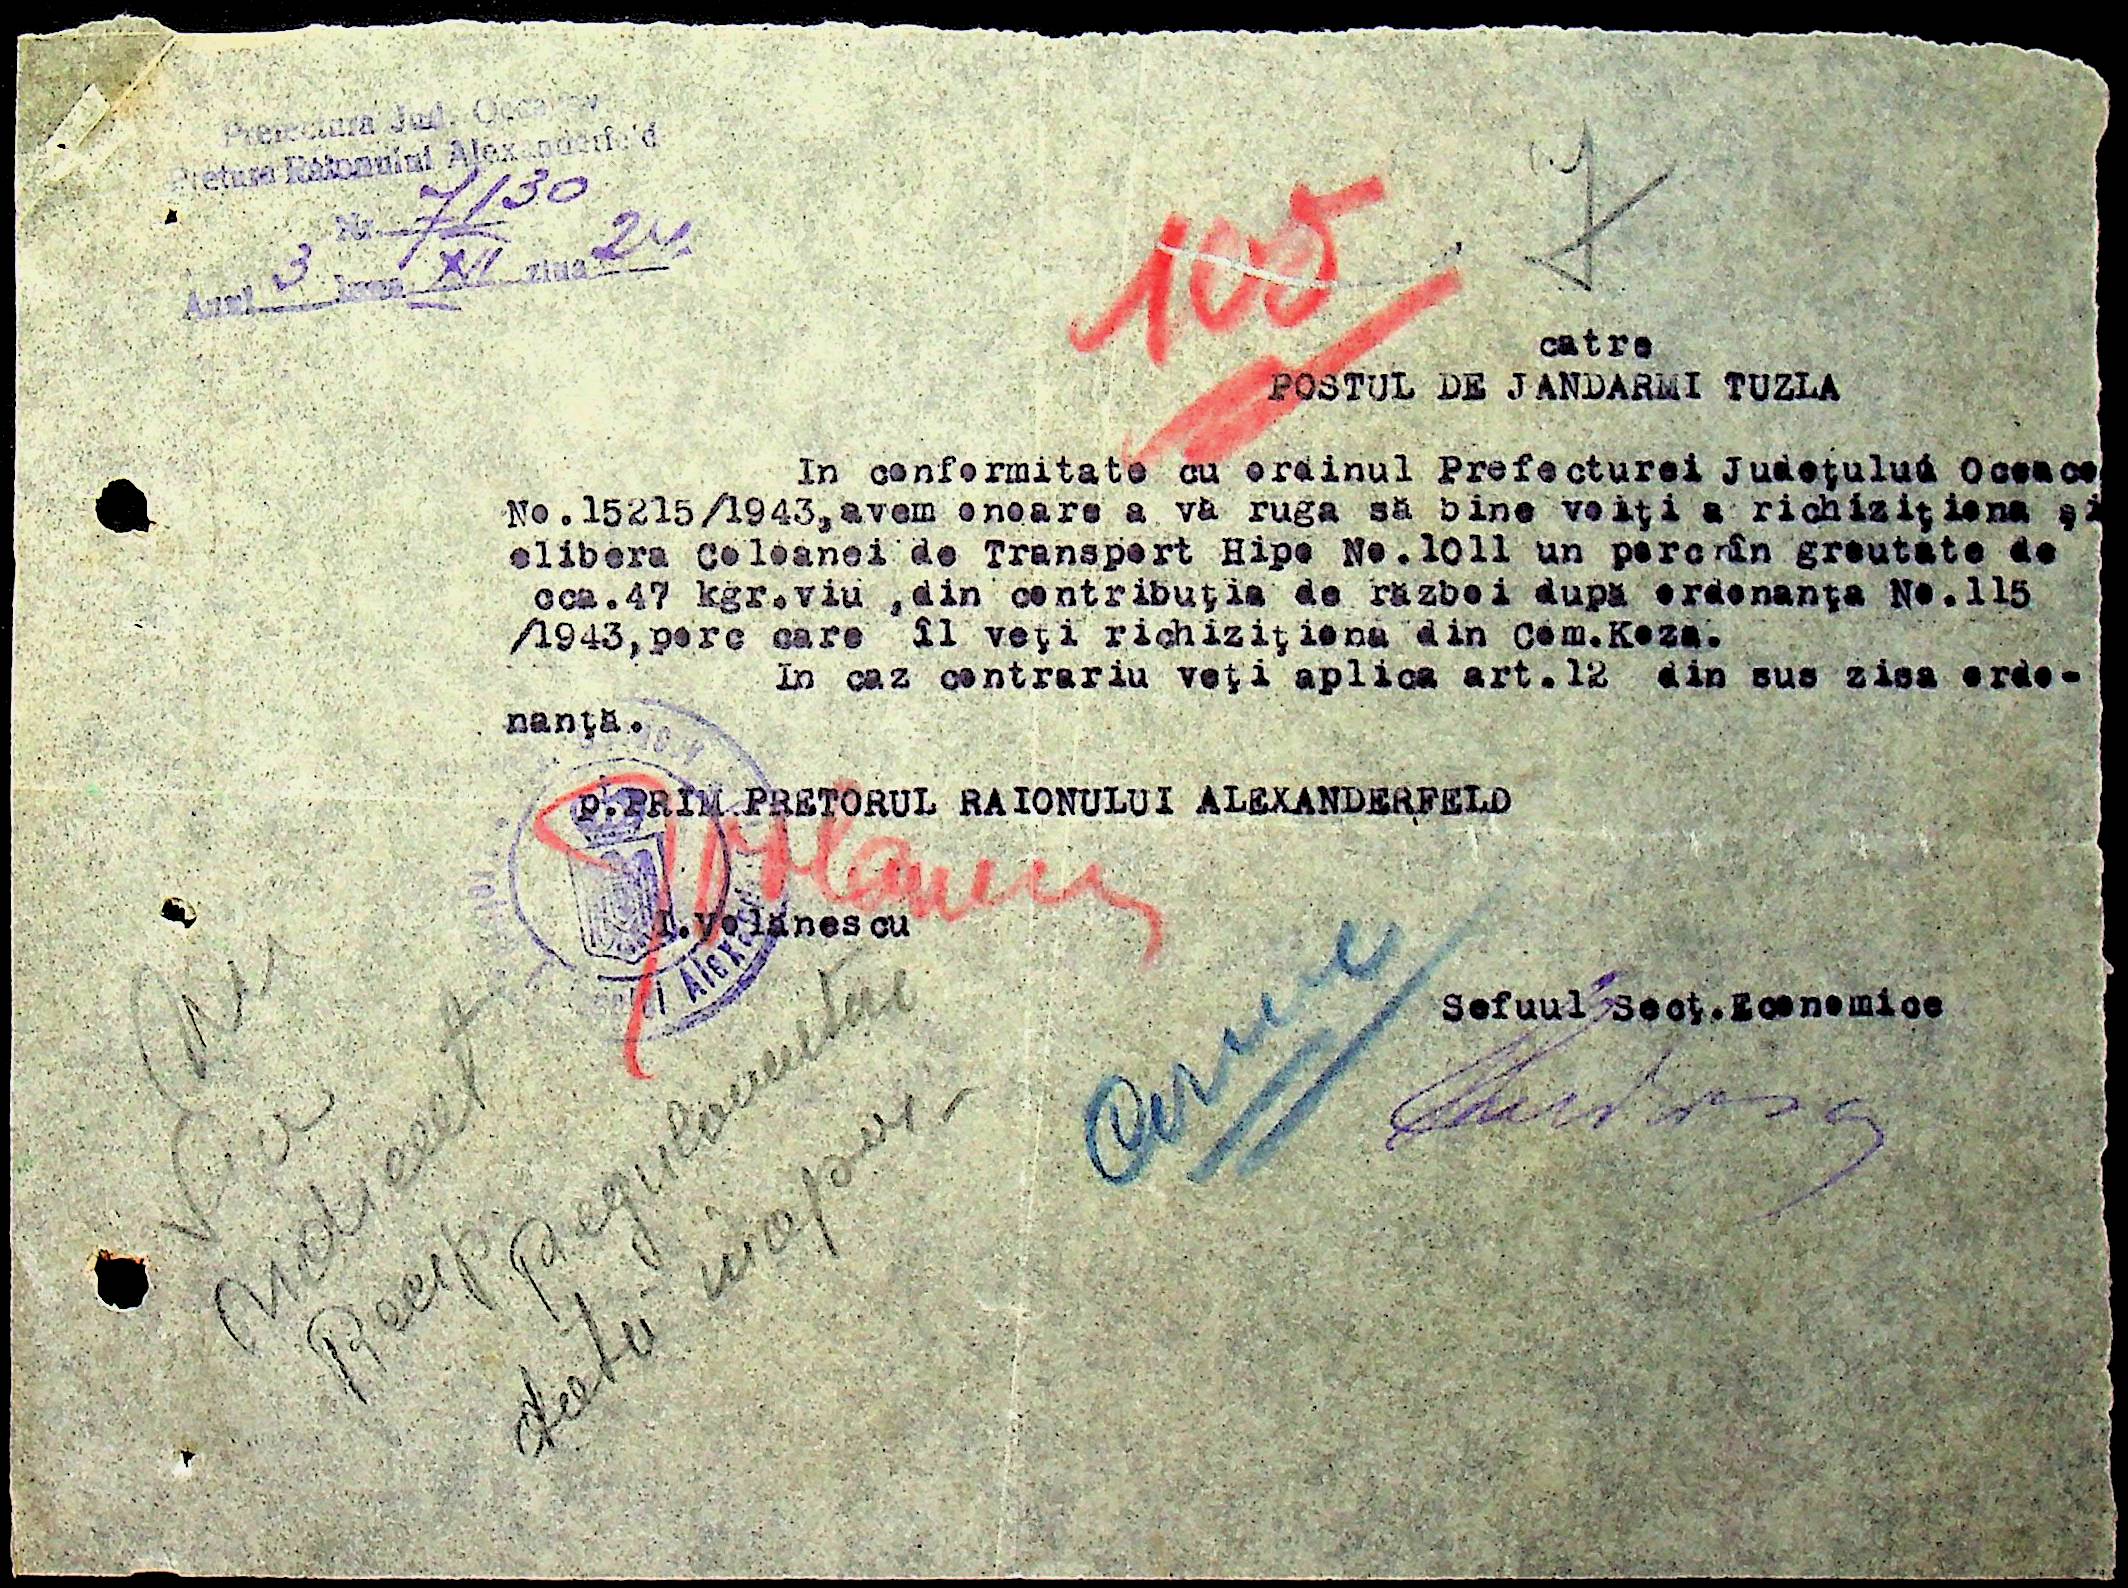 Prefectura Jud. Oceacov
Pretura Raionului Alexanderfeld
Nr. 7130
Anul 3 luna XI ziua 24
105
catre
POSTUL DE JANDARMI TUZLA
In conformitate cu ordinul Prefecturei Judeţului Oceaco
No.15215/1943,avem onoare a vă ruga să bine voiţi a richiziţiona şi
elibera Coloanei de Transport Hipo No.1011 un porc în greutate de
cca.47 kgr.viu ,din contribuţia de război după ordonanţa No.115
/1943,porc care îl veţi richiziţiona din Com.Koza.
In caz contrariu veţi aplica art.12 din sus zisa ordo-
nanţă.
p.PRIM PRETORUL RAIONULUI ALEXANDERFELD
I.Volănescu
Sefuul Secţ.Economice
Recip
Regulamentar